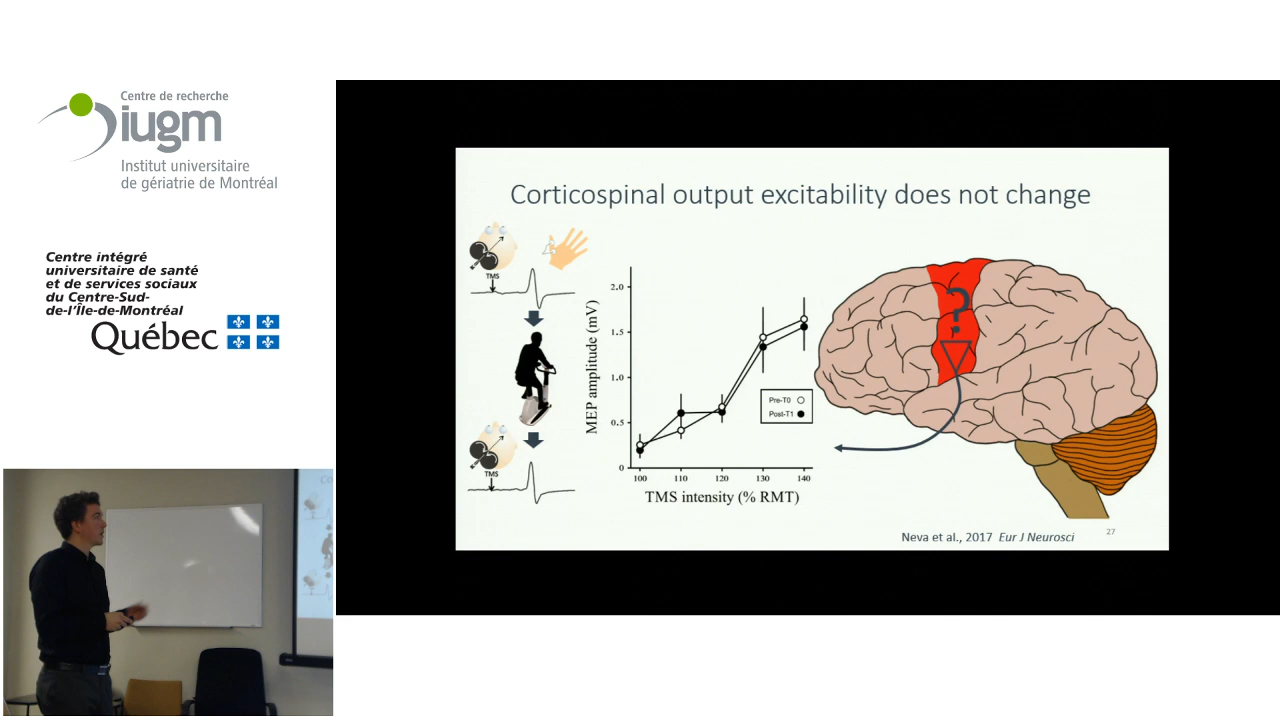 Centre de recherche
iugm
Institut universitaire
de gériatrie de Montréal
Centre intégré
universitaire de santé
et de services sociaux
du Centre-Sud-
de-l'Île-de-Montréal
Québec
Corticospinal output excitability does not change
TMS
TMS
MEP amplitude (mV)
2.0
1.5
1.0
0.5
0
100 110 120 130 140
TMS intensity (% RMT)
Pre-T0
Post-T1
?
Neva et al., 2017 Eur J Neurosci
27